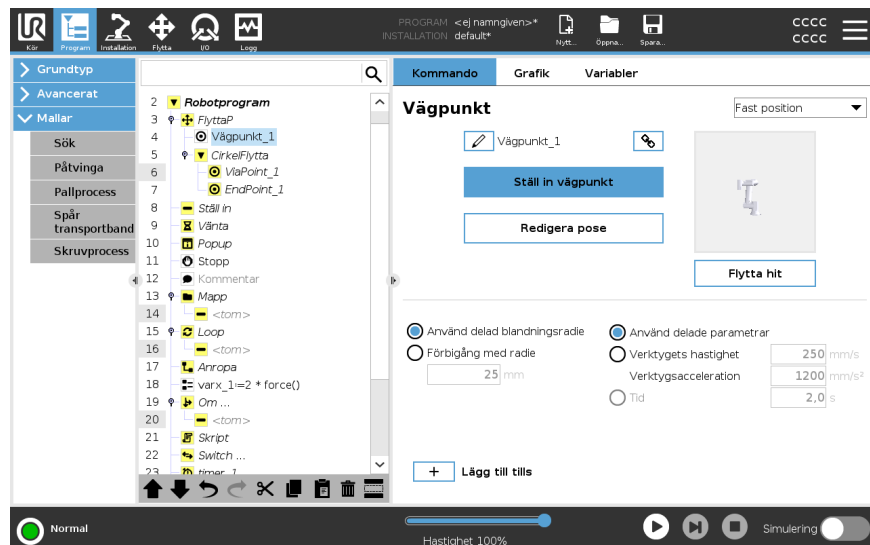 PROGRAM <ej namngiven>*
INSTALLATION default*
Kör
Program
Installation
Flytta
I/O
Logg
Nytt...
Öppna...
Spara...
CCCC
CCCC
Grundtyp
Avancerat
Mallar
Sök
Påtvinga
Pallprocess
Spår
transportband
Skruvprocess
2 Robotprogram
3 FlyttaP
4 Vägpunkt_1
5 CirkelFlytta
6 ViaPoint_1
7 EndPoint_1
8 Ställ in
9 Vänta
10 Popup
11 Stopp
12 Kommentar
13 Mapp
14 <tom>
15 Loop
16 <tom>
17 Anropa
18 varx_1≔2 * force()
19 Om ...
20 <tom>
21 Skript
22 Switch ...
23 timer_1
Kommando
Grafik
Variabler
Vägpunkt
Fast position
Vägpunkt_1
Ställ in vägpunkt
Redigera pose
Flytta hit
Använd delad blandningsradie
Förbigång med radie
25 mm
Använd delade parametrar
Verktygets hastighet 250 mm/s
Verktygsacceleration 1200 mm/s²
Tid 2,0 s
+ Lägg till tills
Normal
Hastighet 100%
Simulering